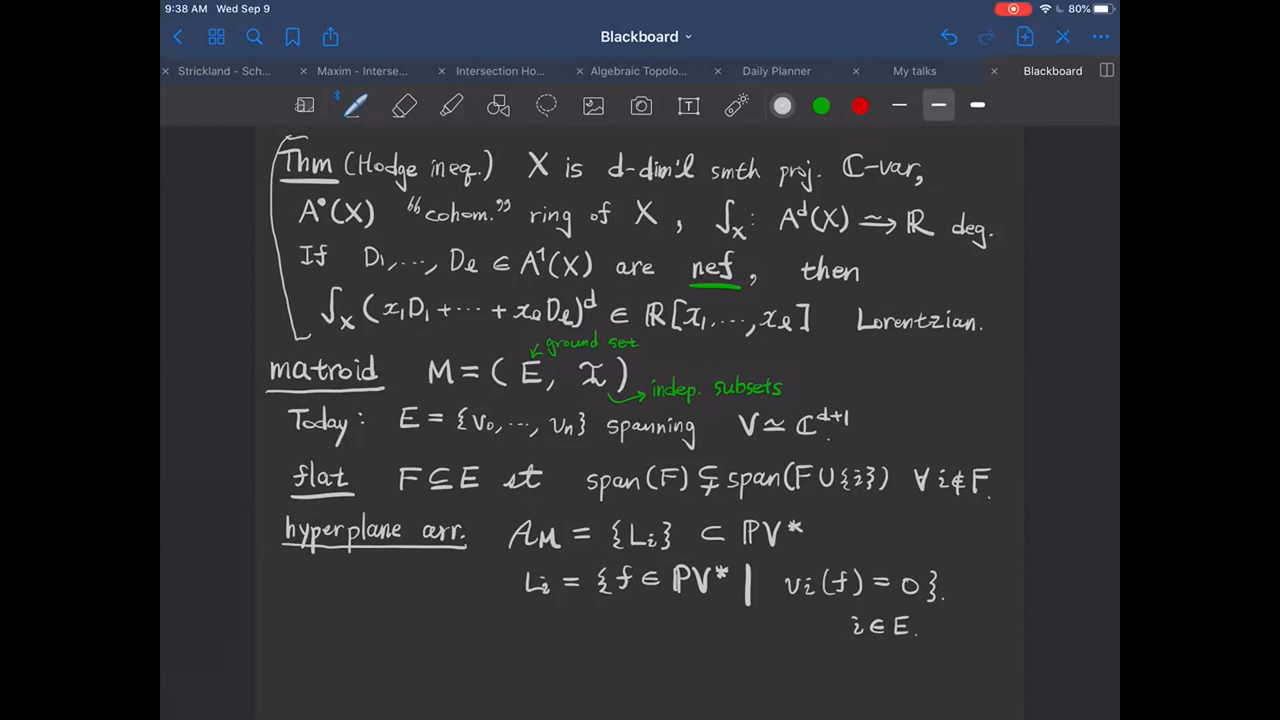 9:38 AM Wed Sep 9
80%
Blackboard
Strickland - Sch...
Maxim - Interse...
Intersection Ho...
Algebraic Topolo...
Daily Planner
My talks
Blackboard
Thm (Hodge ineq.) X is d-dim'l smth proj. ℂ-var,
A^•(X) "cohom." ring of X, ∫_X : A^d(X) ≃→ ℝ deg.
If D_1, ..., D_ℓ ∈ A^1(X) are nef, then
∫_X (x_1D_1 + ... + x_ℓD_ℓ)^d ∈ ℝ[x_1, ..., x_ℓ] Lorentzian.
ground set
matroid M = (E, I)
indep. subsets
Today: E = {v_0, ..., v_n} spanning V ≃ ℂ^{d+1}.
flat F ⊆ E st span(F) ⊊ span(F ∪ {i}) ∀ i ∉ F.
hyperplane arr. A_M = {L_i} ⊂ ℙV*
L_i = {f ∈ ℙV* | v_i(f) = 0}.
i ∈ E.